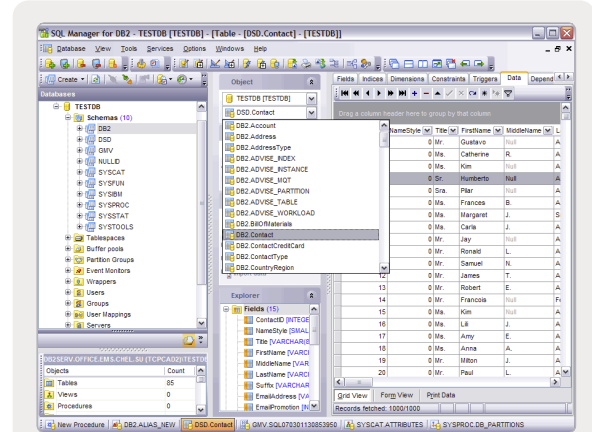 SQL Manager for DB2 - TESTDB [TESTDB] - [Table - [DSD.Contact] - [TESTDB]]
Database View Tools Services Options Windows Help
Create
Databases
TESTDB
Schemas (10)
DB2
DSD
GMV
NULLID
SYSCAT
SYSFUN
SYSIBM
SYSPROC
SYSSTAT
SYSTOOLS
Tablespaces
Buffer pools
Partition Groups
Event Monitors
Wrappers
Users
Groups
User Mappings
Servers
DB2SERV.OFFICE.EMS.CHEL.SU (TCPCAD2)\TESTDB
Objects Count
Tables 85
Views 0
Procedures 0
Object
TESTDB [TESTDB]
DSD.Contact
DB2.Account
DB2.Address
DB2.AddressType
DB2.ADVISE_INDEX
DB2.ADVISE_INSTANCE
DB2.ADVISE_MQT
DB2.ADVISE_PARTITION
DB2.ADVISE_TABLE
DB2.ADVISE_WORKLOAD
DB2.BillOfMaterials
DB2.Contact
DB2.ContactCreditCard
DB2.ContactType
DB2.CountryRegion
Explorer
Fields (15)
ContactID [INTEGE
NameStyle [SMAL
Title [VARCHAR(8
FirstName [VARCH
MiddleName [VAR
LastName [VARCH
Suffix [VARCHAR
EmailAddress [VA
EmailPromotion [IN
Fields Indices Dimensions Constraints Triggers Data Depend
Drag a column header here to group by that column
NameStyle Title FirstName MiddleName L
0 Mr. Gustavo Null A
0 Ms. Catherine R. A
0 Ms. Kim Null A
0 Sr. Humberto Null A
0 Sra. Pilar Null A
0 Ms. Frances B. A
0 Ms. Margaret J. S
0 Ms. Carla J. A
0 Mr. Jay Null A
0 Mr. Ronald L. A
0 Mr. Samuel N. A
12 0 Mr. James T. A
13 0 Mr. Robert E. A
14 0 Mr. Francois Null F
15 0 Ms. Kim Null A
16 0 Ms. Lili J. A
17 0 Ms. Amy E. A
18 0 Ms. Anna A. A
19 0 Mr. Milton J. A
20 0 Mr. Paul L. A
Grid View Form View Print Data
Records fetched: 1000/1000
New Procedure DB2.ALIAS_NEW DSD.Contact GMV.SQL070301130853950 SYSCAT.ATTRIBUTES SYSPROC.DB_PARTITIONS